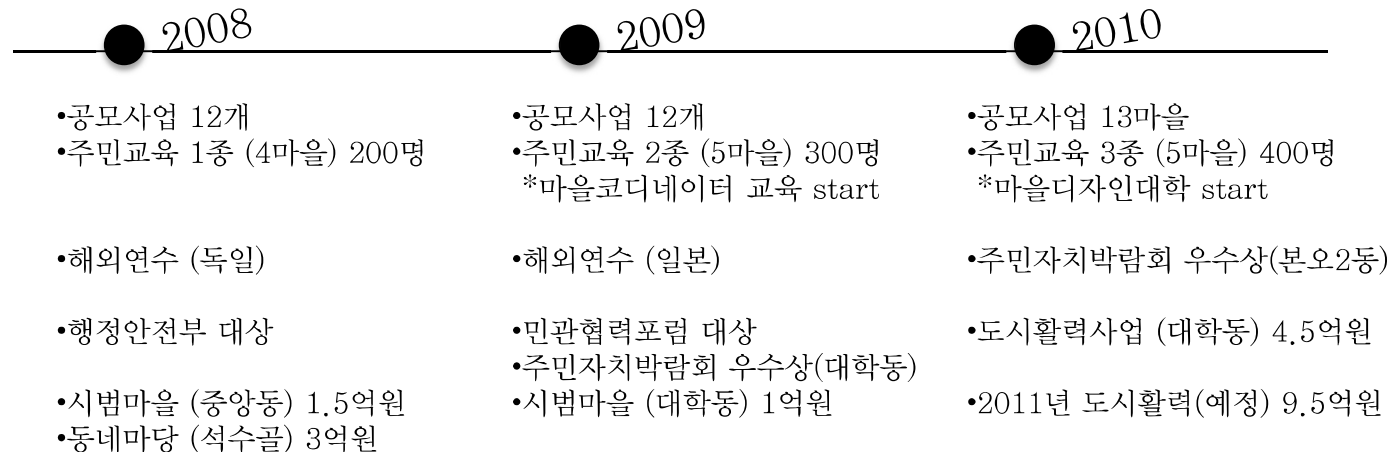 2008
•공모사업 12개
•주민교육 1종 (4마을) 200명
•해외연수 (독일)
•행정안전부 대상
•시범마을 (중앙동) 1.5억원
•동네마당 (석수골) 3억원
2009
•공모사업 12개
•주민교육 2종 (5마을) 300명
*마을코디네이터 교육 start
•해외연수 (일본)
•민관협력포럼 대상
•주민자치박람회 우수상(대학동)
•시범마을 (대학동) 1억원
2010
•공모사업 13마을
•주민교육 3종 (5마을) 400명
*마을디자인대학 start
•주민자치박람회 우수상(본오2동)
•도시활력사업 (대학동) 4.5억원
•2011년 도시활력(예정) 9.5억원